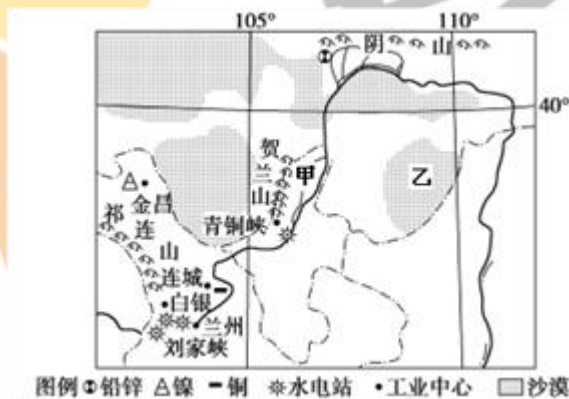 105° 110°
阴 山
40°
贺
兰
山
甲
乙
青铜峡
金昌
祁
连
山
连城
白银
兰州
刘家峡
图例 铅锌 镍 铜 水电站 工业中心 沙漠